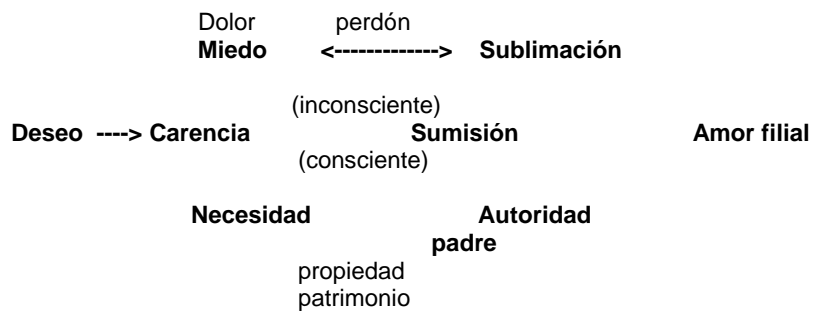 Dolor perdón
Miedo <-------------> Sublimación
(inconsciente)
Deseo ----> Carencia Sumisión Amor filial
(consciente)
Necesidad Autoridad
padre
propiedad
patrimonio